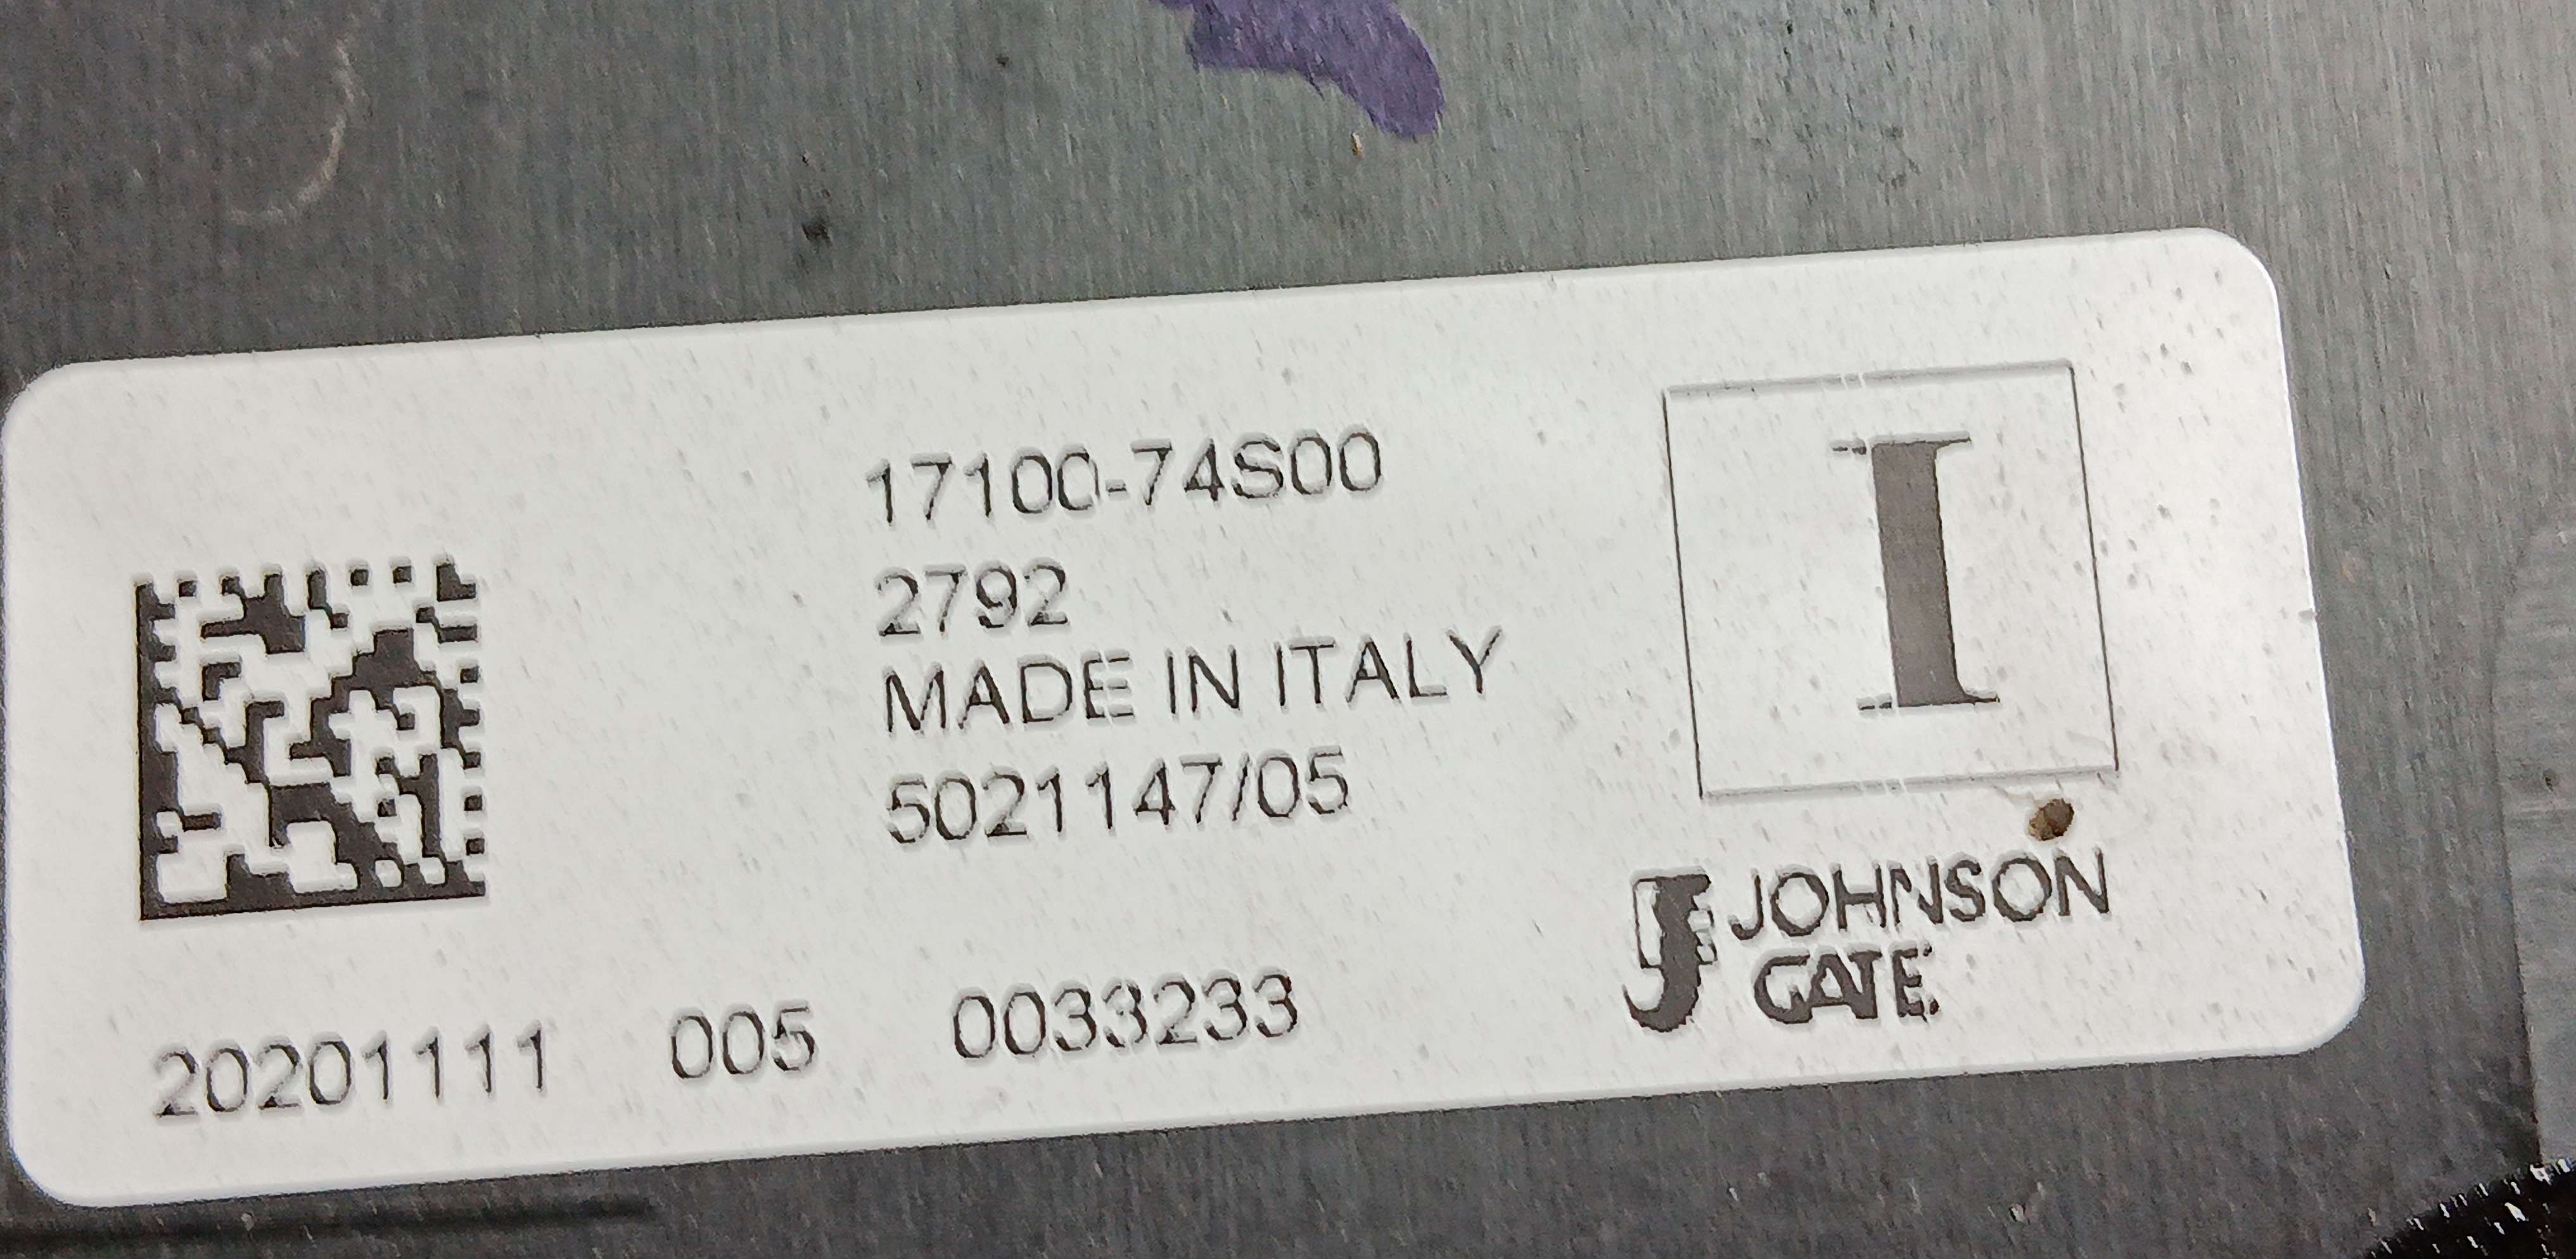 17100-74S00
2792
MADE IN ITALY
5021147/05
20201111 005 0033233
I
JOHNSON
GATE